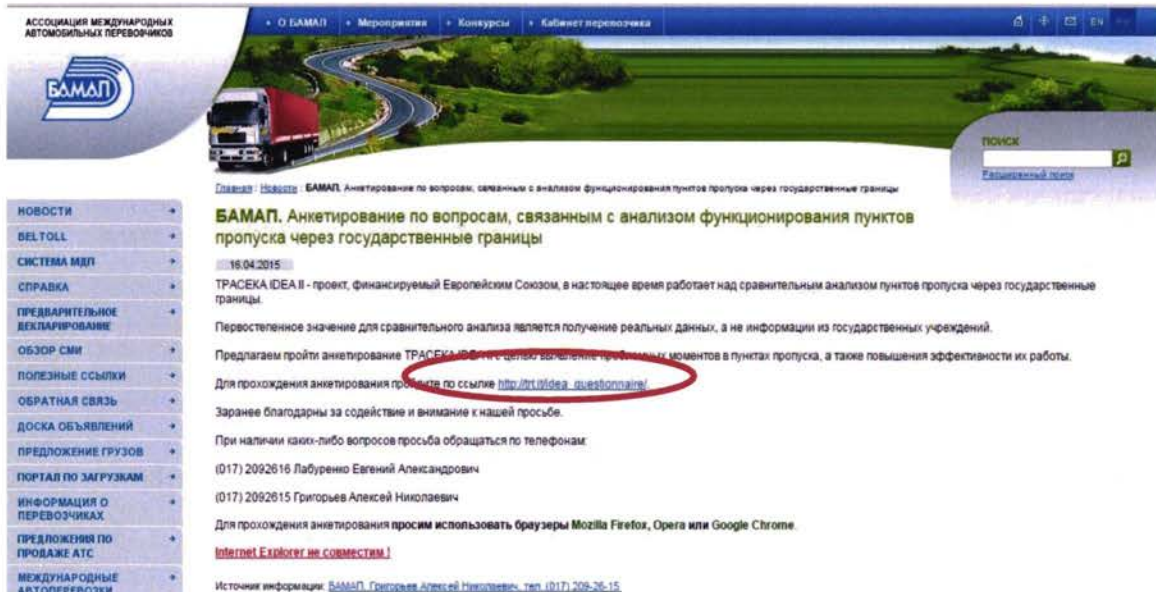 АССОЦИАЦИЯ МЕЖДУНАРОДНЫХ
АВТОМОБИЛЬНЫХ ПЕРЕВОЗЧИКОВ
БАМАП
О БАМАП
Мероприятия
Конкурсы
Кабинет перевозчика
EN
ПОИСК
Расширенный поиск
Главная : Новости : БАМАП. Анкетирование по вопросам, связанным с анализом функционирования пунктов пропуска через государственные границы
НОВОСТИ
BELTOLL
СИСТЕМА МДП
СПРАВКА
ПРЕДВАРИТЕЛЬНОЕ
ДЕКЛАРИРОВАНИЕ
ОБЗОР СМИ
ПОЛЕЗНЫЕ ССЫЛКИ
ОБРАТНАЯ СВЯЗЬ
ДОСКА ОБЪЯВЛЕНИЙ
ПРЕДЛОЖЕНИЕ ГРУЗОВ
ПОРТАЛ ПО ЗАГРУЗКАМ
ИНФОРМАЦИЯ О
ПЕРЕВОЗЧИКАХ
ПРЕДЛОЖЕНИЯ ПО
ПРОДАЖЕ АТС
МЕЖДУНАРОДНЫЕ
АВТОПЕРЕВОЗКИ
БАМАП. Анкетирование по вопросам, связанным с анализом функционирования пунктов
пропуска через государственные границы
16.04.2015
ТРАСЕКА IDEA II - проект, финансируемый Европейским Союзом, в настоящее время работает над сравнительным анализом пунктов пропуска через государственные
границы.
Первостепенное значение для сравнительного анализа является получение реальных данных, а не информации из государственных учреждений.
Предлагаем пройти анкетирование ТРАСЕКА с целью выявление проблемных моментов в пунктах пропуска, а также повышения эффективности их работы.
Для прохождения анкетирования пройдите по ссылке http://trt.it/idea_questionnaire/.
Заранее благодарны за содействие и внимание к нашей просьбе.
При наличии каких-либо вопросов просьба обращаться по телефонам:
(017) 2092616 Лабуренко Евгений Александрович
(017) 2092615 Григорьев Алексей Николаевич
Для прохождения анкетирования просим использовать браузеры Mozilla Firefox, Opera или Google Chrome.
Internet Explorer не совместим !
Источник информации: БАМАП, Григорьев Алексей Николаевич, тел. (017) 209-26-15